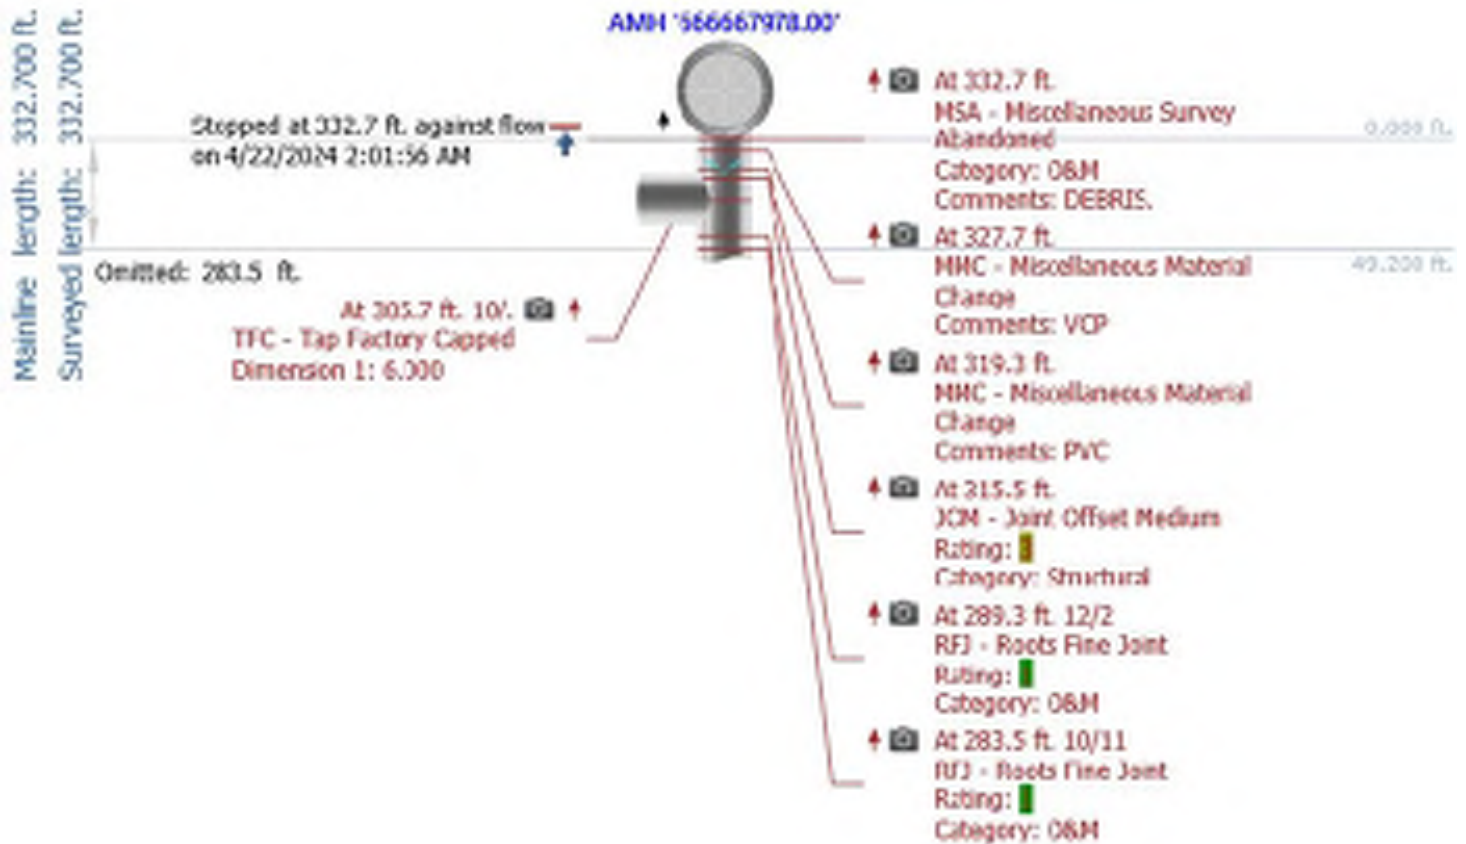 AMH '566667978.00'
Mainline length: 332.700 ft.
Surveyed length: 332.700 ft.
Stopped at 332.7 ft. against flow
on 4/22/2024 2:01:56 AM
0.000 ft.
At 332.7 ft.
MSA - Miscellaneous Survey
Abandoned
Category: O&M
Comments: DEBRIS.
Omitted: 283.5 ft.
49.200 ft.
At 305.7 ft. 10/.
TFC - Tap Factory Capped
Dimension 1: 6.000
At 327.7 ft.
MMC - Miscellaneous Material
Change
Comments: VCP
At 319.3 ft.
MMC - Miscellaneous Material
Change
Comments: PVC
At 315.5 ft.
JOM - Joint Offset Medium
Rating:
Category: Structural
At 289.3 ft. 12/2
RFJ - Roots Fine Joint
Rating:
Category: O&M
At 283.5 ft. 10/11
RFJ - Roots Fine Joint
Rating:
Category: O&M